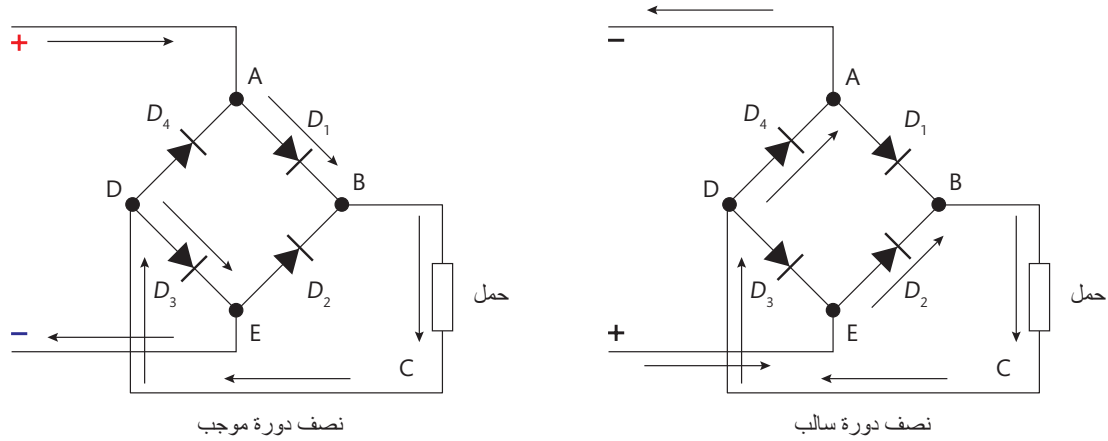 +
A
D₄
D₁
D
B
D₃
D₂
حمل
–
E
C
نصف دورة موجب
–
A
D₄
D₁
D
B
D₃
D₂
حمل
+
E
C
نصف دورة سالب